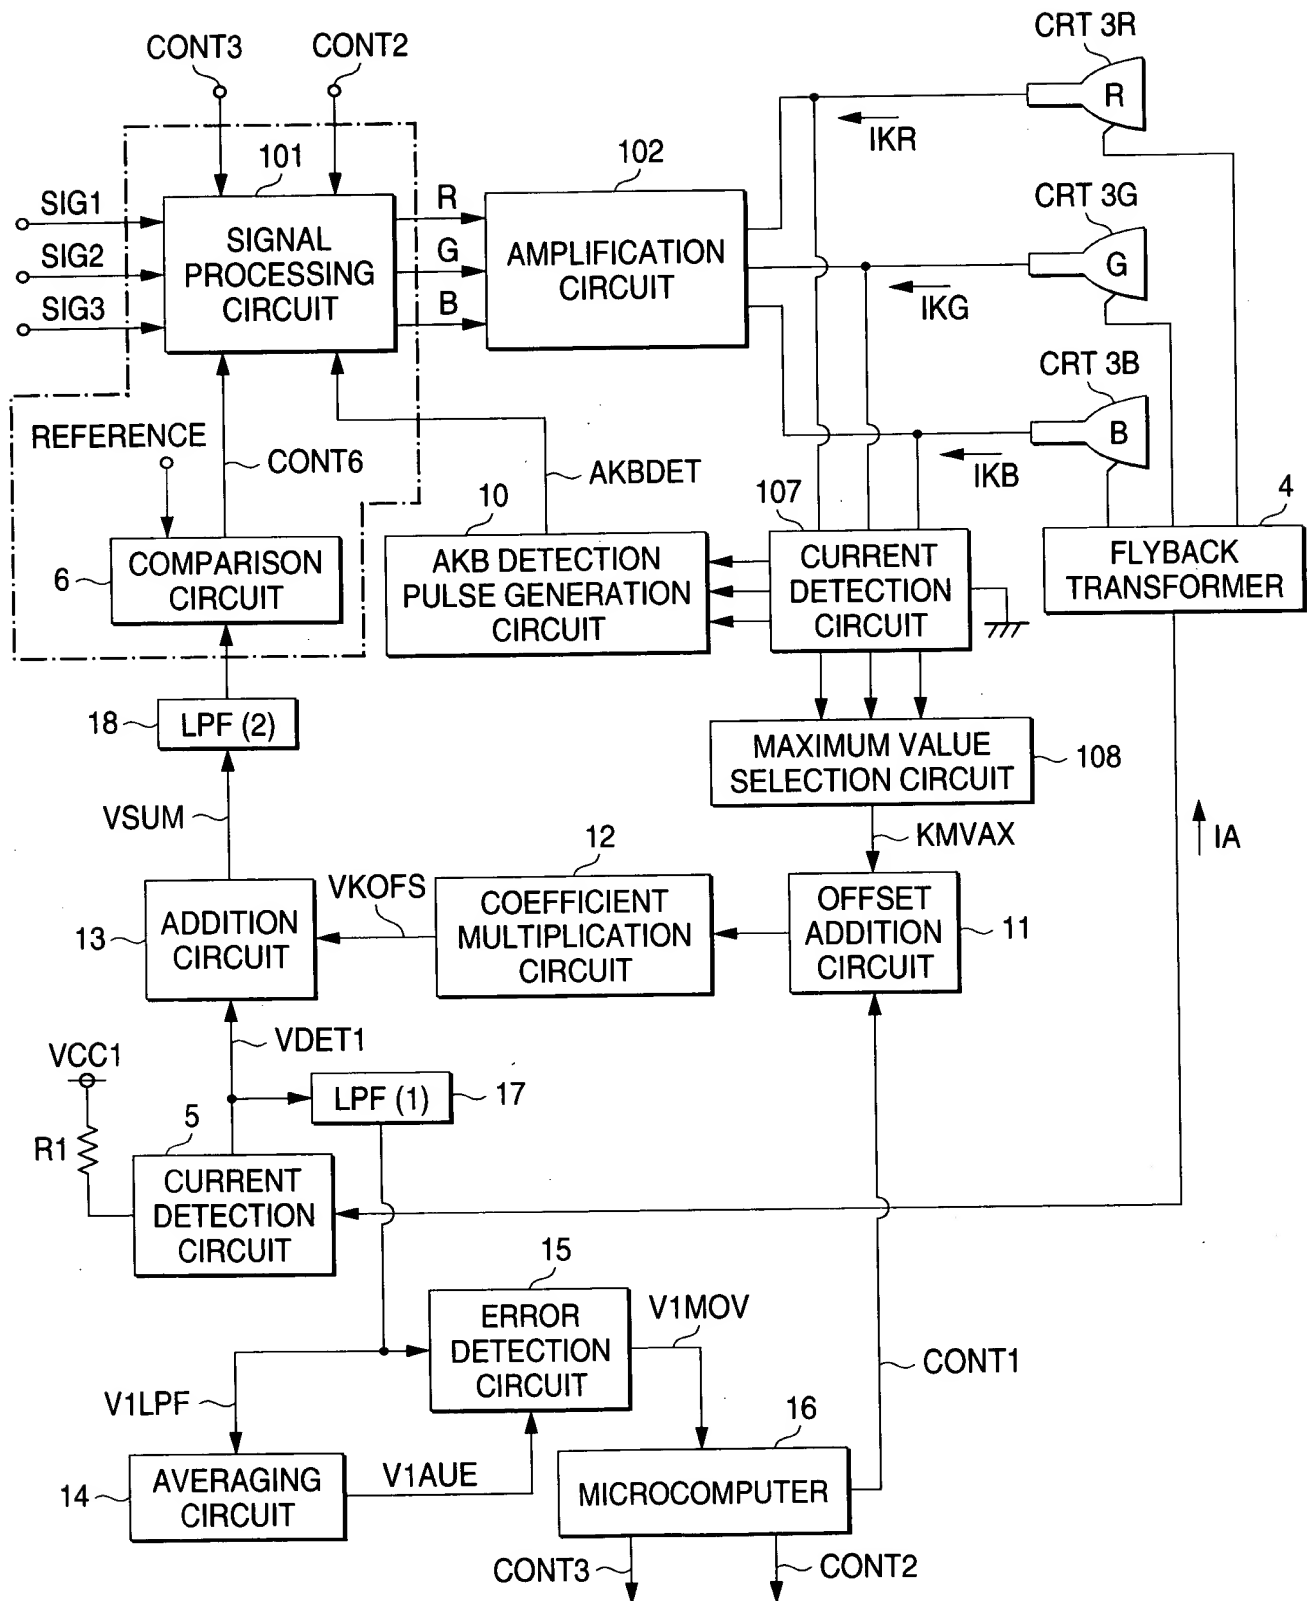 CONT3
CONT2
CRT 3R
R
IKR
101
102
SIG1
SIG2
SIG3
SIGNAL
PROCESSING
CIRCUIT
R
G
B
AMPLIFICATION
CIRCUIT
CRT 3G
G
IKG
CRT 3B
B
IKB
REFERENCE
CONT6
AKBDET
10
107
4
6
COMPARISON
CIRCUIT
AKB DETECTION
PULSE GENERATION
CIRCUIT
CURRENT
DETECTION
CIRCUIT
FLYBACK
TRANSFORMER
18
LPF (2)
MAXIMUM VALUE
SELECTION CIRCUIT
108
VSUM
KMVAX
IA
12
13
ADDITION
CIRCUIT
VKOFS
COEFFICIENT
MULTIPLICATION
CIRCUIT
OFFSET
ADDITION
CIRCUIT
11
VDET1
VCC1
LPF (1)
17
R1
5
CURRENT
DETECTION
CIRCUIT
15
ERROR
DETECTION
CIRCUIT
V1MOV
CONT1
V1LPF
16
14
AVERAGING
CIRCUIT
V1AUE
MICROCOMPUTER
CONT3
CONT2